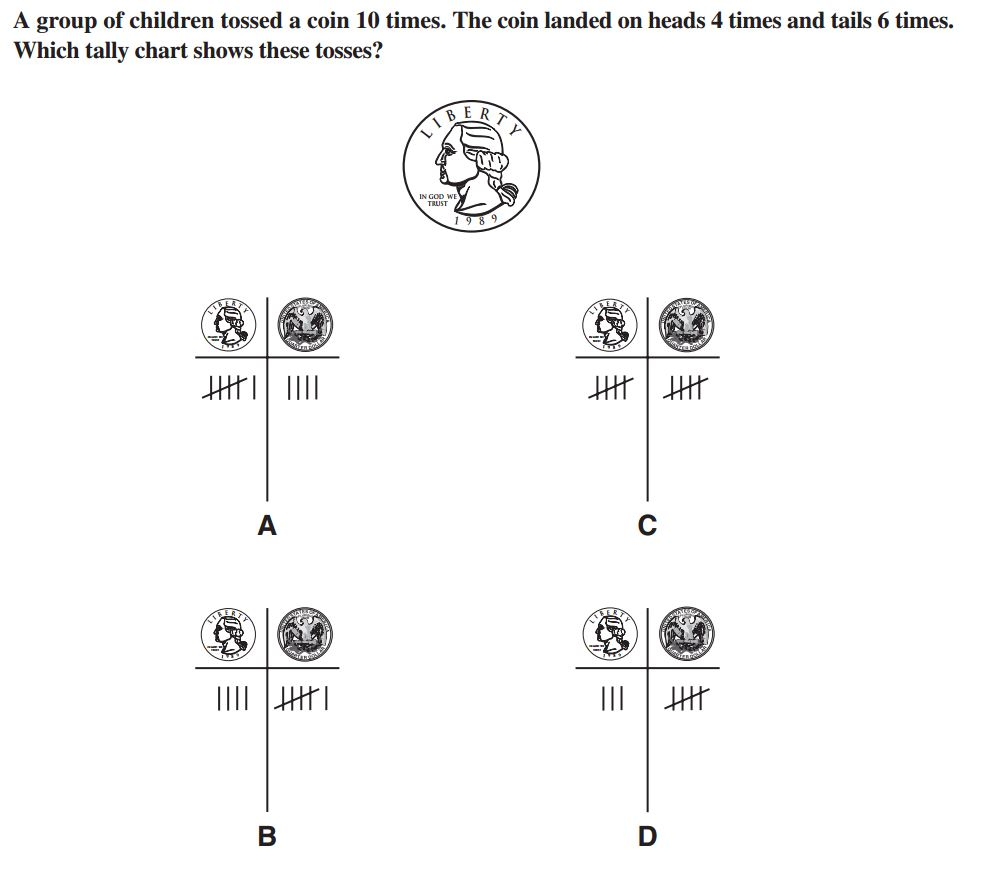 A group of children tossed a coin 10 times. The coin landed on heads 4 times and tails 6 times.
Which tally chart shows these tosses?
LIBERTY
IN GOD WE
TRUST
1989
A
C
B
D